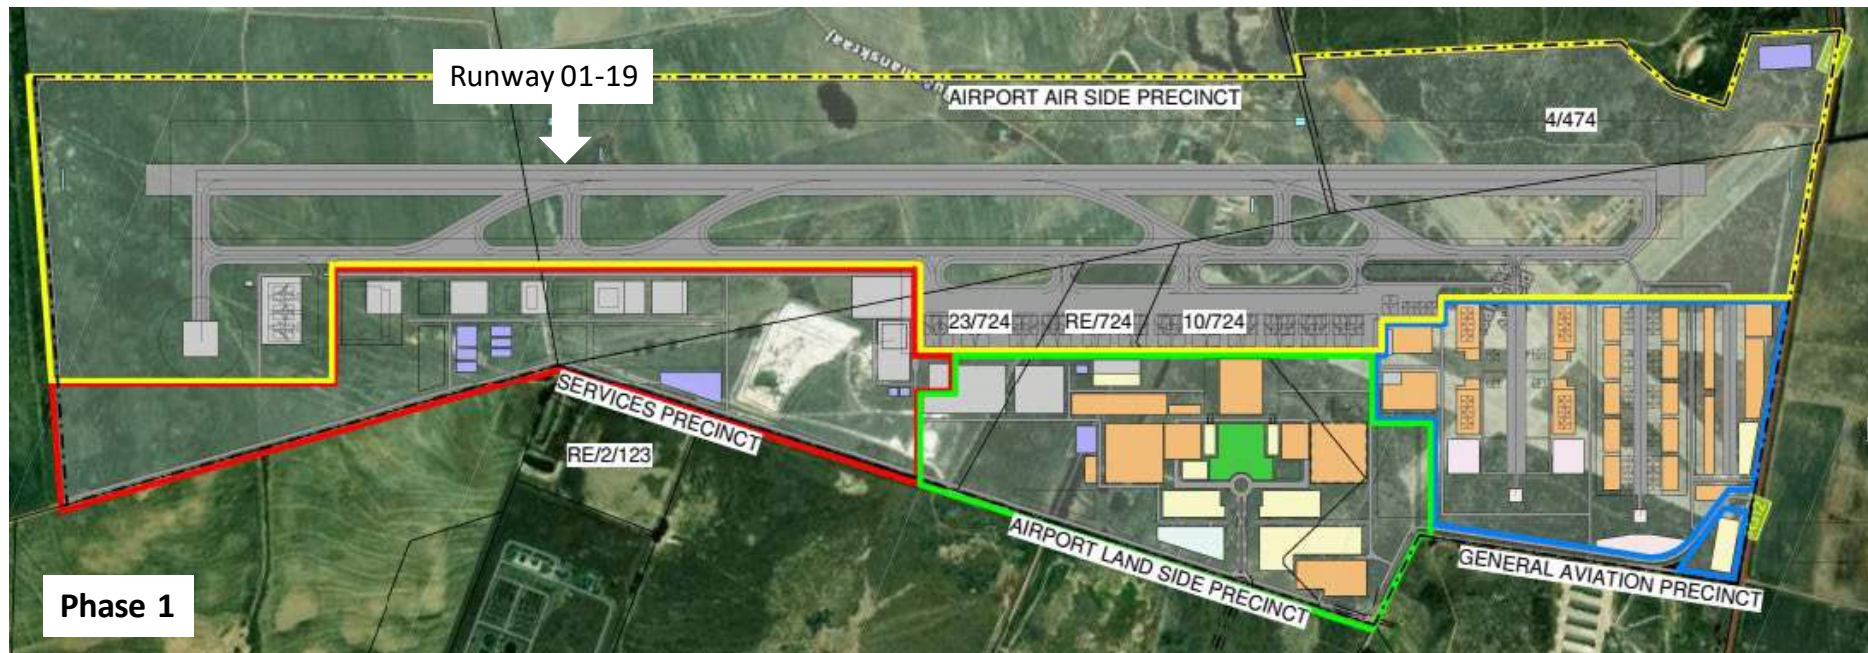 Runway 01-19
AIRPORT AIR SIDE PRECINCT
4/474
23/724
RE/724
10/724
SERVICES PRECINCT
RE/2/123
AIRPORT LAND SIDE PRECINCT
GENERAL AVIATION PRECINCT
Phase 1